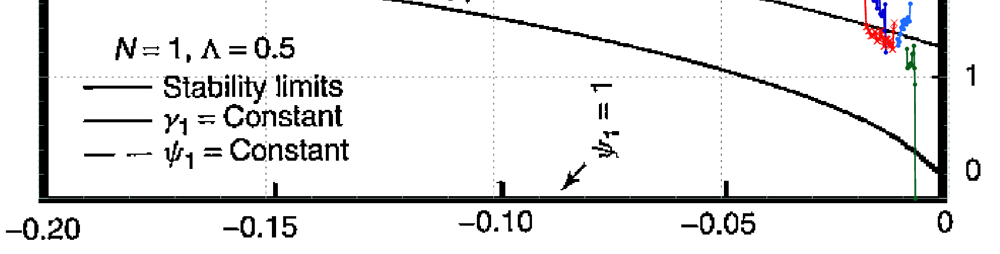 N = 1, Λ = 0.5
Stability limits
γ1 = Constant
ψ1 = Constant
ψ1 = 1
1
0
−0.20 −0.15 −0.10 −0.05 0